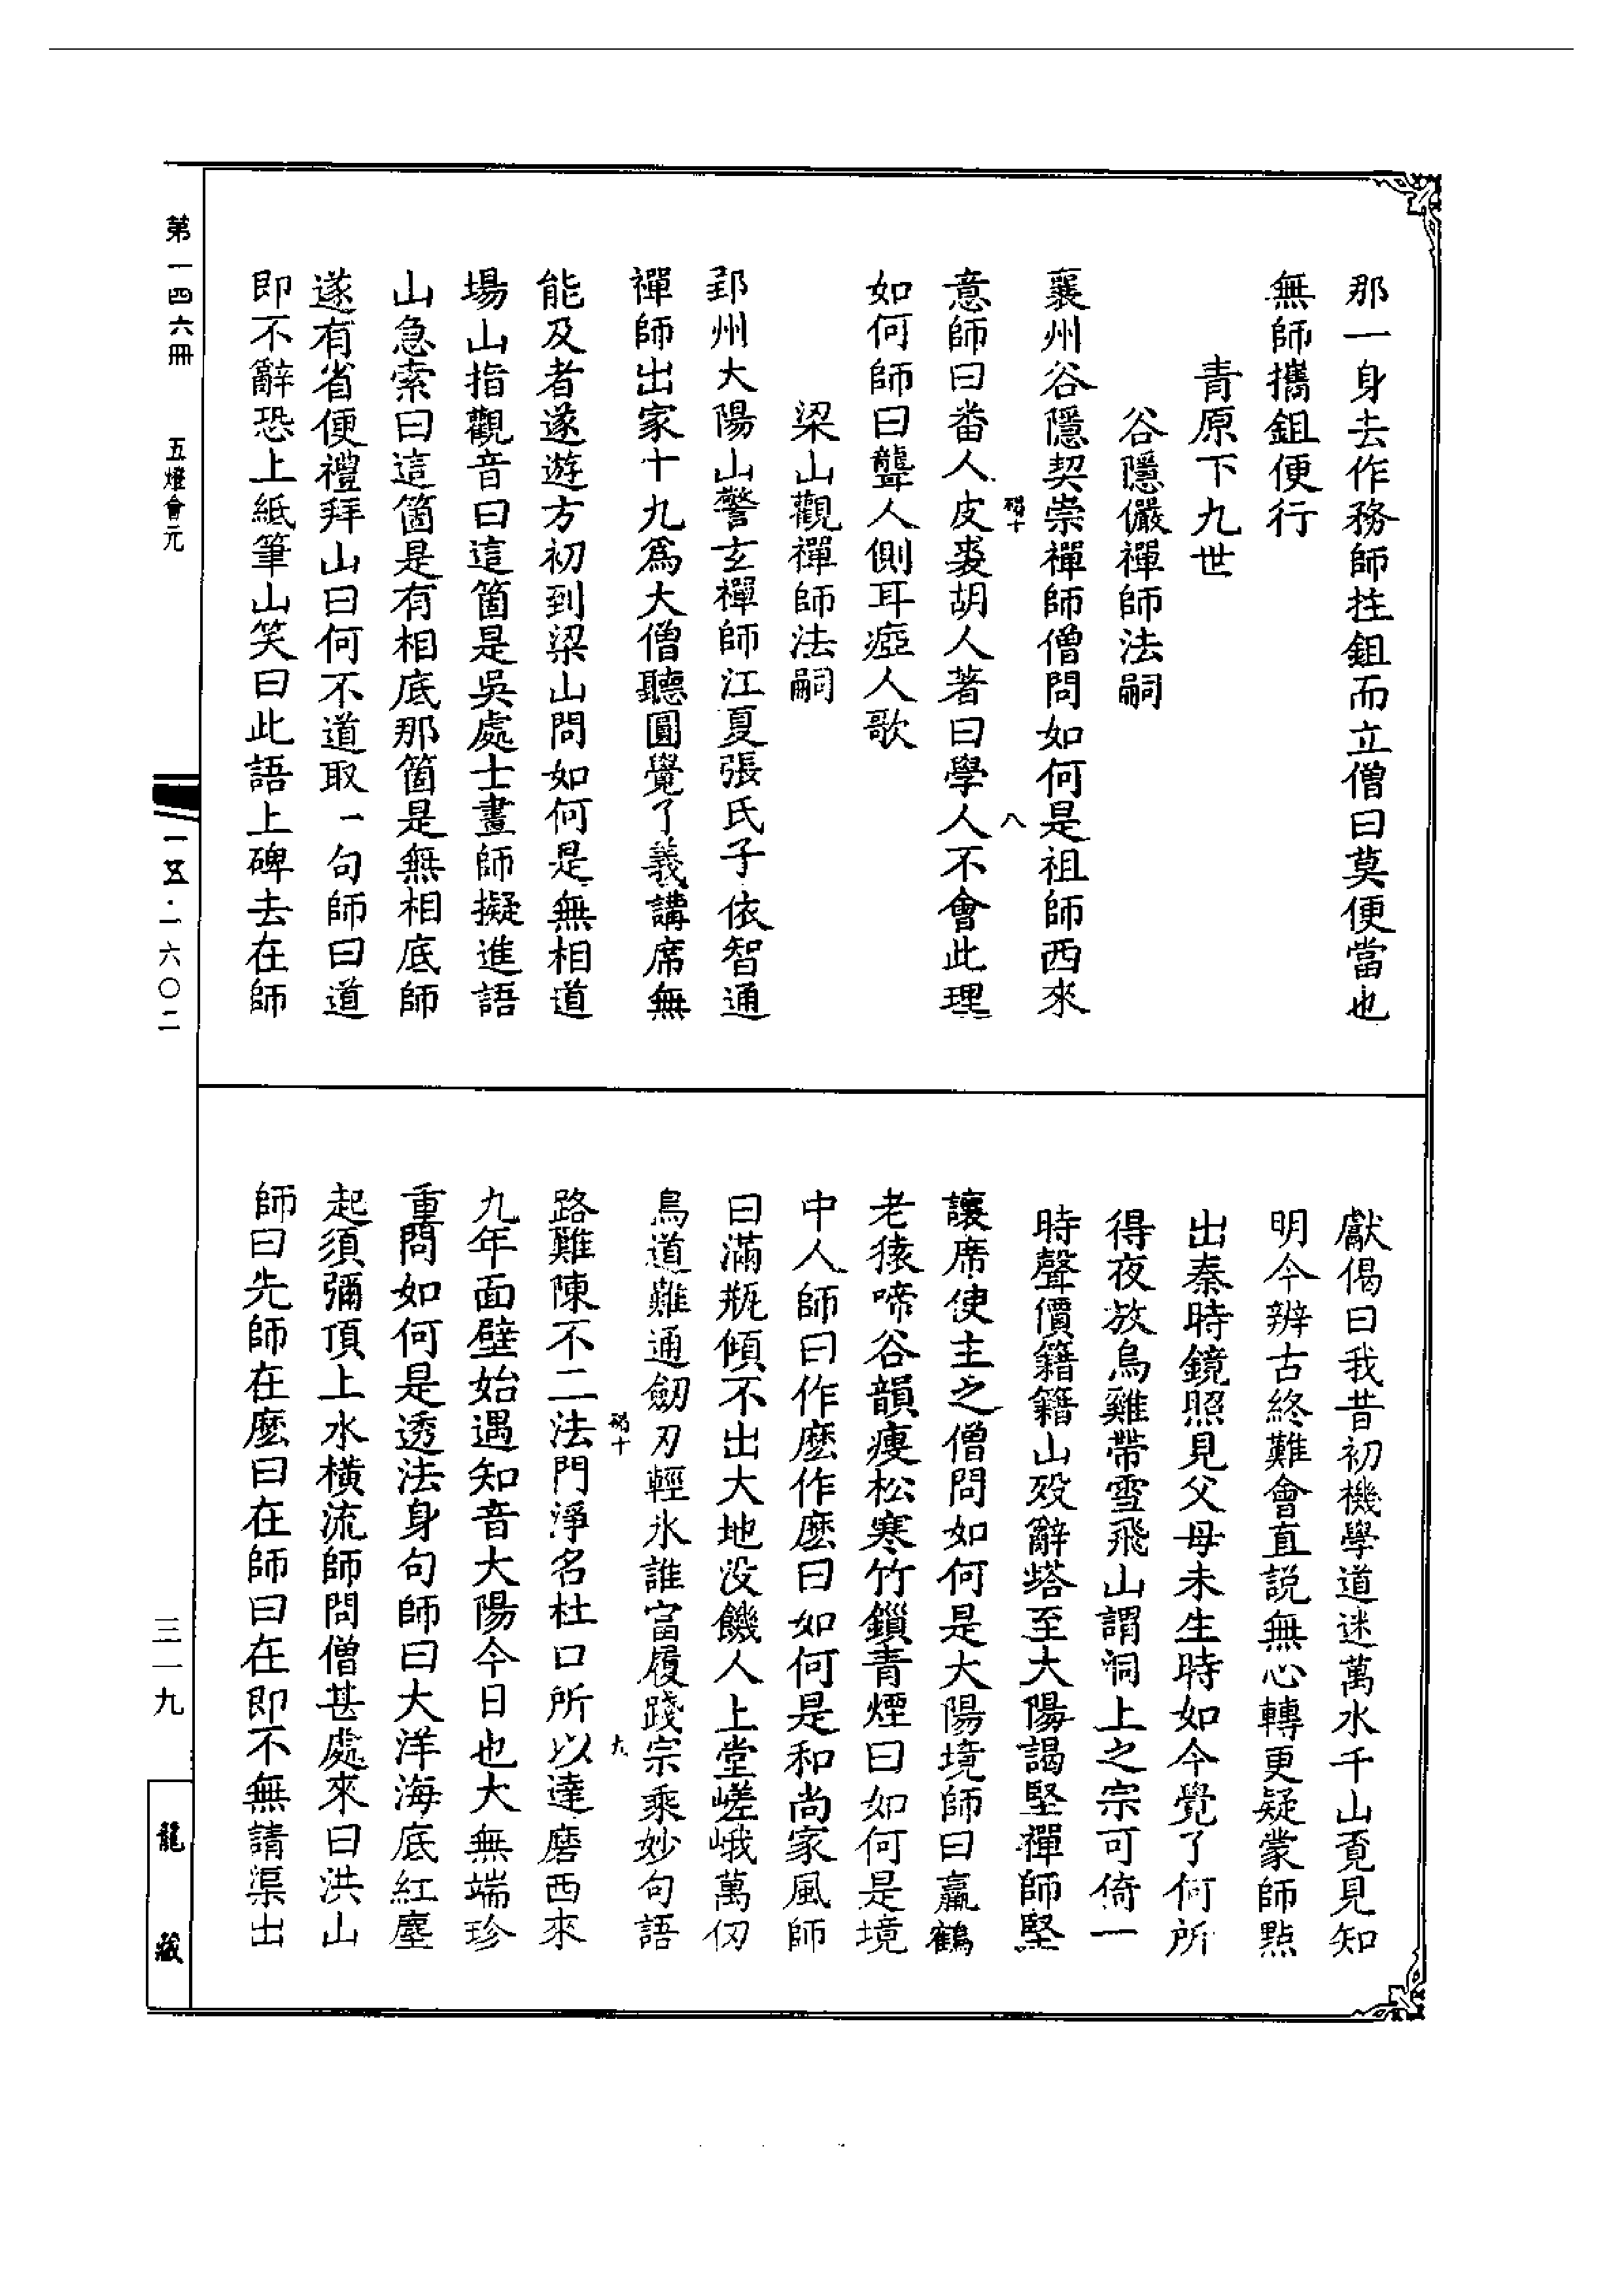 那一身去作務師拄鉏而立僧曰莫便當也
無師攜鉏便行
青原下九世
谷隱儼禪師法嗣
襄州谷隱契崇禪師僧問如何是祖師西來
八
意師曰番人皮裘胡人著曰學人不會此理
如何師曰聾人側耳瘂人歌
梁山觀禪師法嗣
郢州大陽山警玄禪師江夏張氏子依智通
禪師出家十九爲大僧聽圓覺了義講席無
能及者遂遊方初到梁山問如何是無相道
場山指觀音曰這箇是吳處士畫師擬進語
山急索曰這箇是有相底那箇是無相底師
遂有省便禮拜山曰何不道取一句師曰道
即不辭恐上紙筆山笑曰此語上碑去在師
獻偈曰我昔初機學道迷萬水千山覔見知
明今辨古終難會直說無心轉更疑蒙師點
出秦時鏡照見父母未生時如今覺了何所
得夜放烏雞帶雪飛山謂洞上之宗可倚一
時聲價籍籍山歿辭塔至大陽謁堅禪師堅
讓席使主之僧問如何是大陽境師曰羸鶴
老猿啼谷韻瘦松寒竹鎖青煙曰如何是境
中人師曰作麽作麽曰如何是和尚家風師
曰滿瓶傾不出大地没饑人上堂嵯峨萬仞
鳥道難通劒刃輕氷誰當履踐宗乘妙句語
九
路難陳不二法門淨名杜口所以達磨西來
九年面壁始遇知音大陽今日也大無端珍
重問如何是透法身句師曰大洋海底紅塵
起須彌頂上水橫流師問僧甚處來曰洪山
師曰先師在麽曰在師曰在即不無請渠出
第一四六冊
五燈會元
一五五・一六〇二
三一九
龍藏